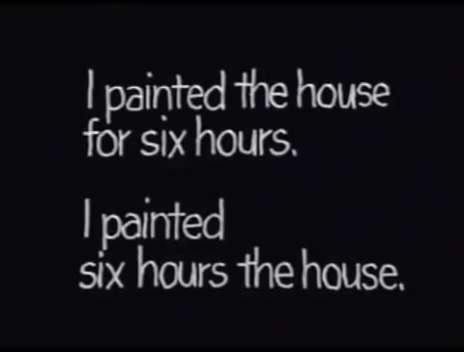 I painted the house
for six hours.
I painted
six hours the house.